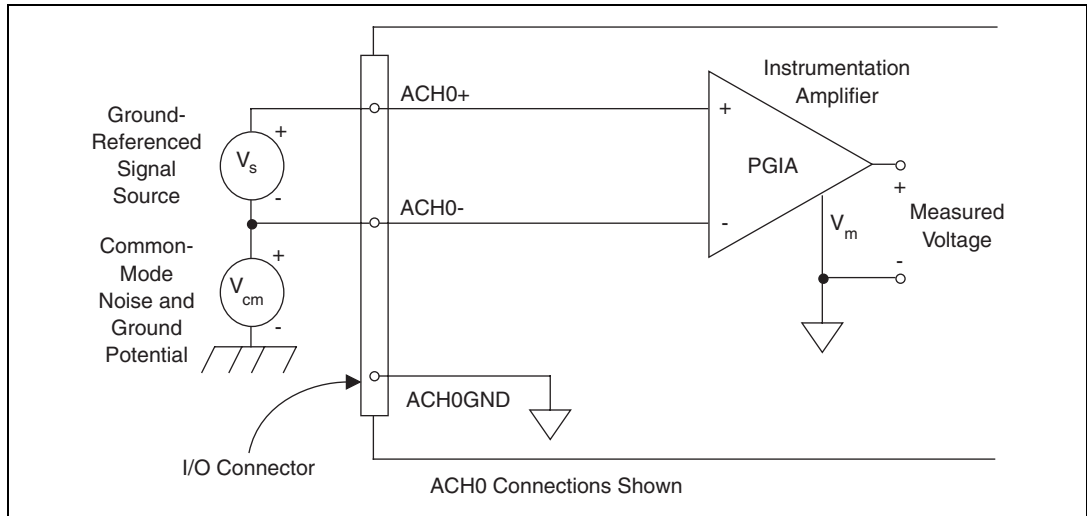 Instrumentation
Amplifier
ACH0+
+
Ground-
Referenced
Signal
Source
+
Vs
-
PGIA
+
ACH0-
-
Vm
Measured
Voltage
-
Common-
Mode
Noise and
Ground
Potential
+
Vcm
-
ACH0GND
I/O Connector
ACH0 Connections Shown